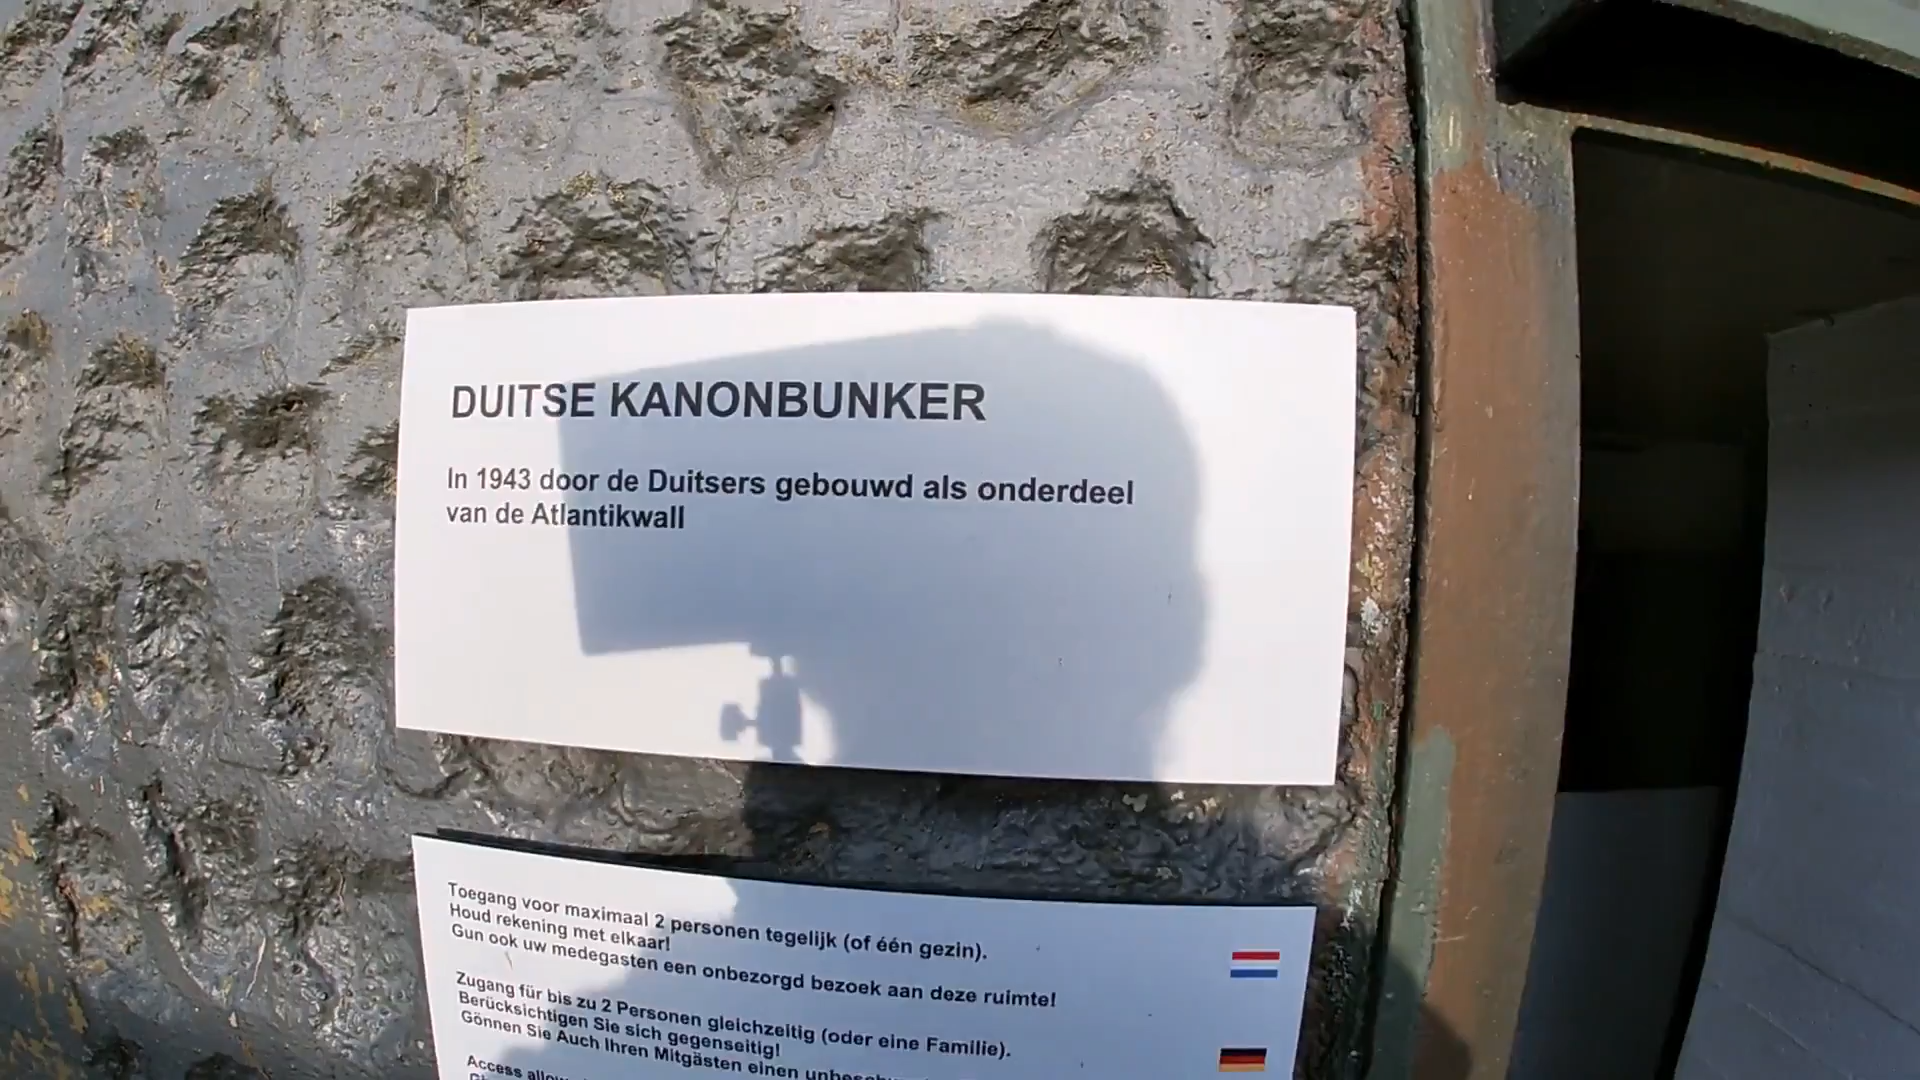 DUITSE KANONBUNKER
In 1943 door de Duitsers gebouwd als onderdeel
van de Atlantikwall
Toegang voor maximaal 2 personen tegelijk (of één gezin).
Houd rekening met elkaar!
Gun ook uw medegasten een onbezorgd bezoek aan deze ruimte!
Zugang für bis zu 2 Personen gleichzeitig (oder eine Familie).
Berücksichtigen Sie sich gegenseitig!
Gönnen Sie Auch Ihren Mitgästen einen
Access